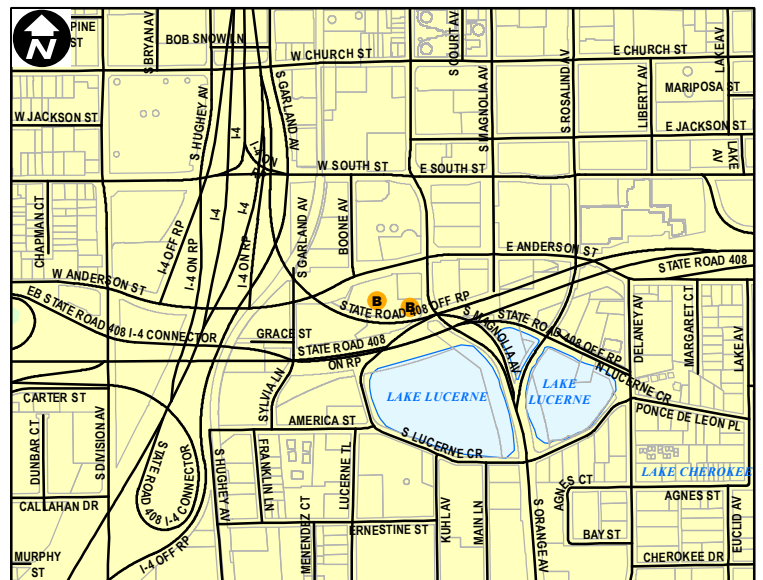 N
PINE
ST
S BRYAN AV
BOB SNOW LN
W CHURCH ST
S COURT AV
E CHURCH ST
LAKE AV
S HUGHEY AV
S GARLAND AV
S MAGNOLIA AV
S ROSALIND AV
LIBERTY AV
MARIPOSA ST
W JACKSON ST
E JACKSON ST
I-4
I-4 ON
W SOUTH ST
E SOUTH ST
LAKE
AV
CHAPMAN CT
I-4 OFF RP
I-4 ON RP
I-4
I-4
I-4 ON RP
S GARLAND AV
BOONE AV
E ANDERSON ST
STATE ROAD 408
W ANDERSON ST
B
B
STATE ROAD 408 OFF RP
EB STATE ROAD 408 I-4 CONNECTOR
GRACE ST
STATE ROAD 408
ON RP
S MAGNOLIA AV
STATE ROAD 408 OFF RP
N LUCERNE CR
DELANEY AV
MARGARET CT
LAKE AV
CARTER ST
SYLVIA LN
LAKE LUCERNE
LAKE
LUCERNE
PONCE DE LEON PL
DUNBAR CT
S DIVISION AV
STATE ROAD
408 I-4 CONNECTOR
AMERICA ST
S LUCERNE CR
S HUGHEY AV
FRANKLIN LN
MENENDEZ CT
LUCERNE TL
KUHL AV
MAIN LN
S ORANGE AV
AGNES CT
LAKE CHEROKEE
AGNES ST
EUCLID AV
CALLAHAN DR
ERNESTINE ST
BAY ST
MURPHY
ST
I-4 OFF RP
CHEROKEE DR